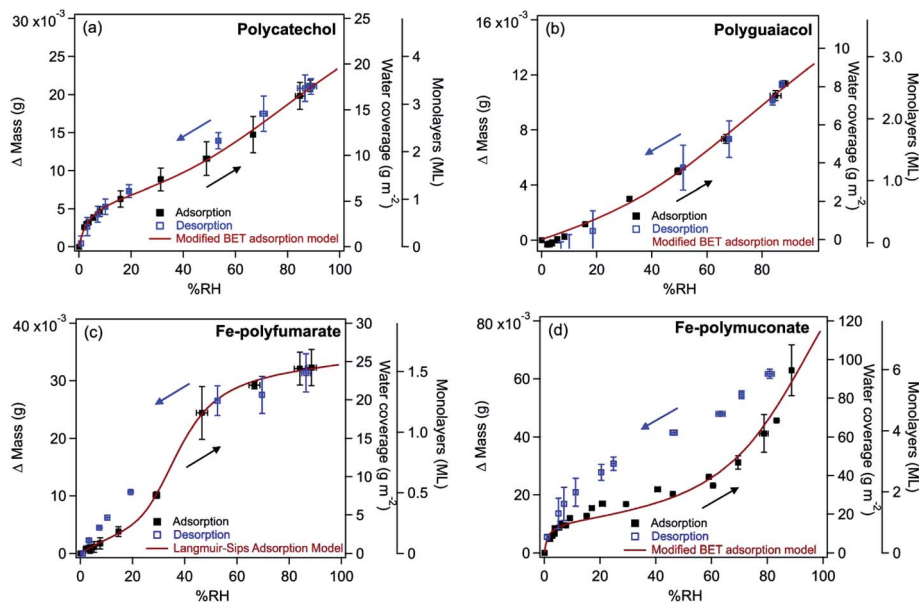 (a)
Polycatechol
30 x10⁻³
25
20
15
10
5
0
Δ Mass (g)
0
20
40
60
80
100
%RH
25
20
15
10
5
0
Water coverage (g m⁻²)
4
3
2
1
0
Monolayers (ML)
Adsorption
Desorption
Modified BET adsorption model
(b)
Polyguaiacol
16 x10⁻³
12
8
4
0
Δ Mass (g)
0
20
40
60
80
%RH
8
6
4
2
0
Water coverage (g m⁻²)
3.0
2.0
1.0
0.0
Monolayers (ML)
Adsorption
Desorption
Modified BET adsorption model
(c)
Fe-polyfumarate
40 x10⁻³
30
20
10
0
Δ Mass (g)
0
20
40
60
80
100
%RH
30
25
20
15
10
5
0
Water coverage (g m⁻²)
1.5
1.0
0.5
0.0
Monolayers (ML)
Adsorption
Desorption
Langmuir-Sips Adsorption Model
(d)
Fe-polymuconate
80 x10⁻³
60
40
20
0
Δ Mass (g)
0
20
40
60
80
100
%RH
120
100
80
60
40
20
0
Water coverage (g m⁻²)
6
4
2
0
Monolayers (ML)
Adsorption
Desorption
Modified BET adsorption model